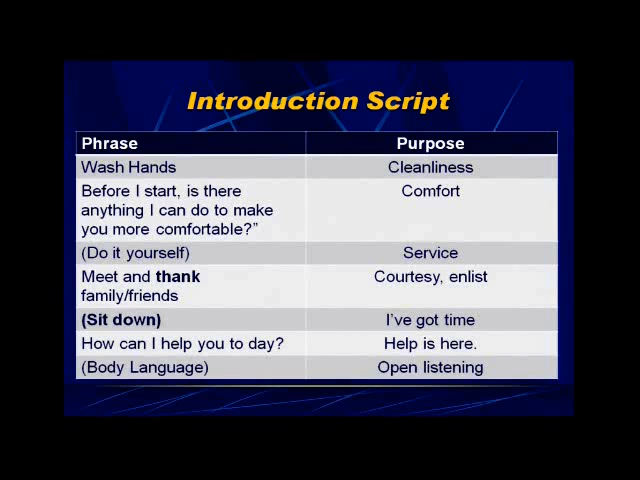 Introduction Script
Phrase Purpose
Wash Hands Cleanliness
Before I start, is there Comfort
anything I can do to make
you more comfortable?”
(Do it yourself) Service
Meet and thank Courtesy, enlist
family/friends
(Sit down) I’ve got time
How can I help you to day? Help is here.
(Body Language) Open listening